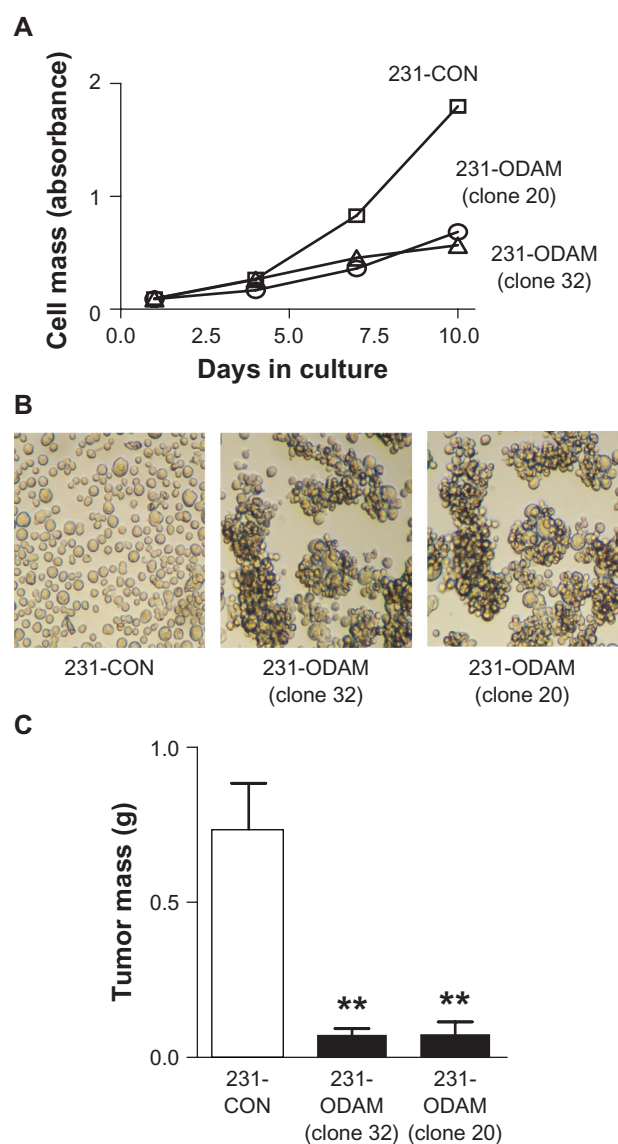 A
Cell mass (absorbance)
2
1
0
0.0
2.5
5.0
7.5
10.0
Days in culture
231-CON
231-ODAM
(clone 20)
231-ODAM
(clone 32)
B
231-CON
231-ODAM
(clone 32)
231-ODAM
(clone 20)
C
Tumor mass (g)
1.0
0.5
0.0
**
**
231-
CON
231-
ODAM
(clone 32)
231-
ODAM
(clone 20)